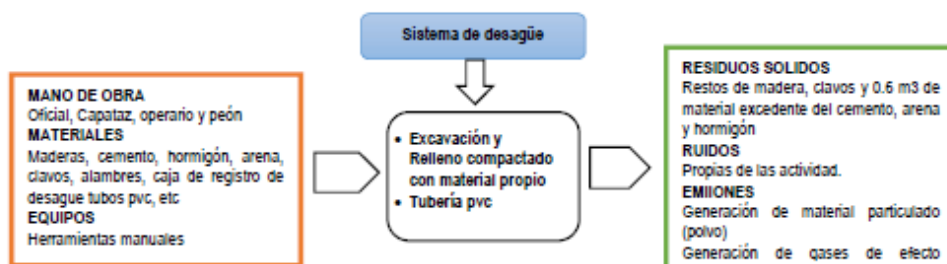 Sistema de desagüe
MANO DE OBRA
Oficial, Capataz, operario y peón
MATERIALES
Maderas, cemento, hormigón, arena,
clavos, alambres, caja de registro de
desague tubos pvc, etc
EQUIPOS
Herramientas manuales
• Excavación y
Relleno compactado
con material propio
• Tubería pvc
RESIDUOS SOLIDOS
Restos de madera, clavos y 0.6 m3 de
material excedente del cemento, arena
y hormigón
RUIDOS
Propias de las actividad.
EMIIONES
Generación de material particulado
(polvo)
Generación de gases de efecto